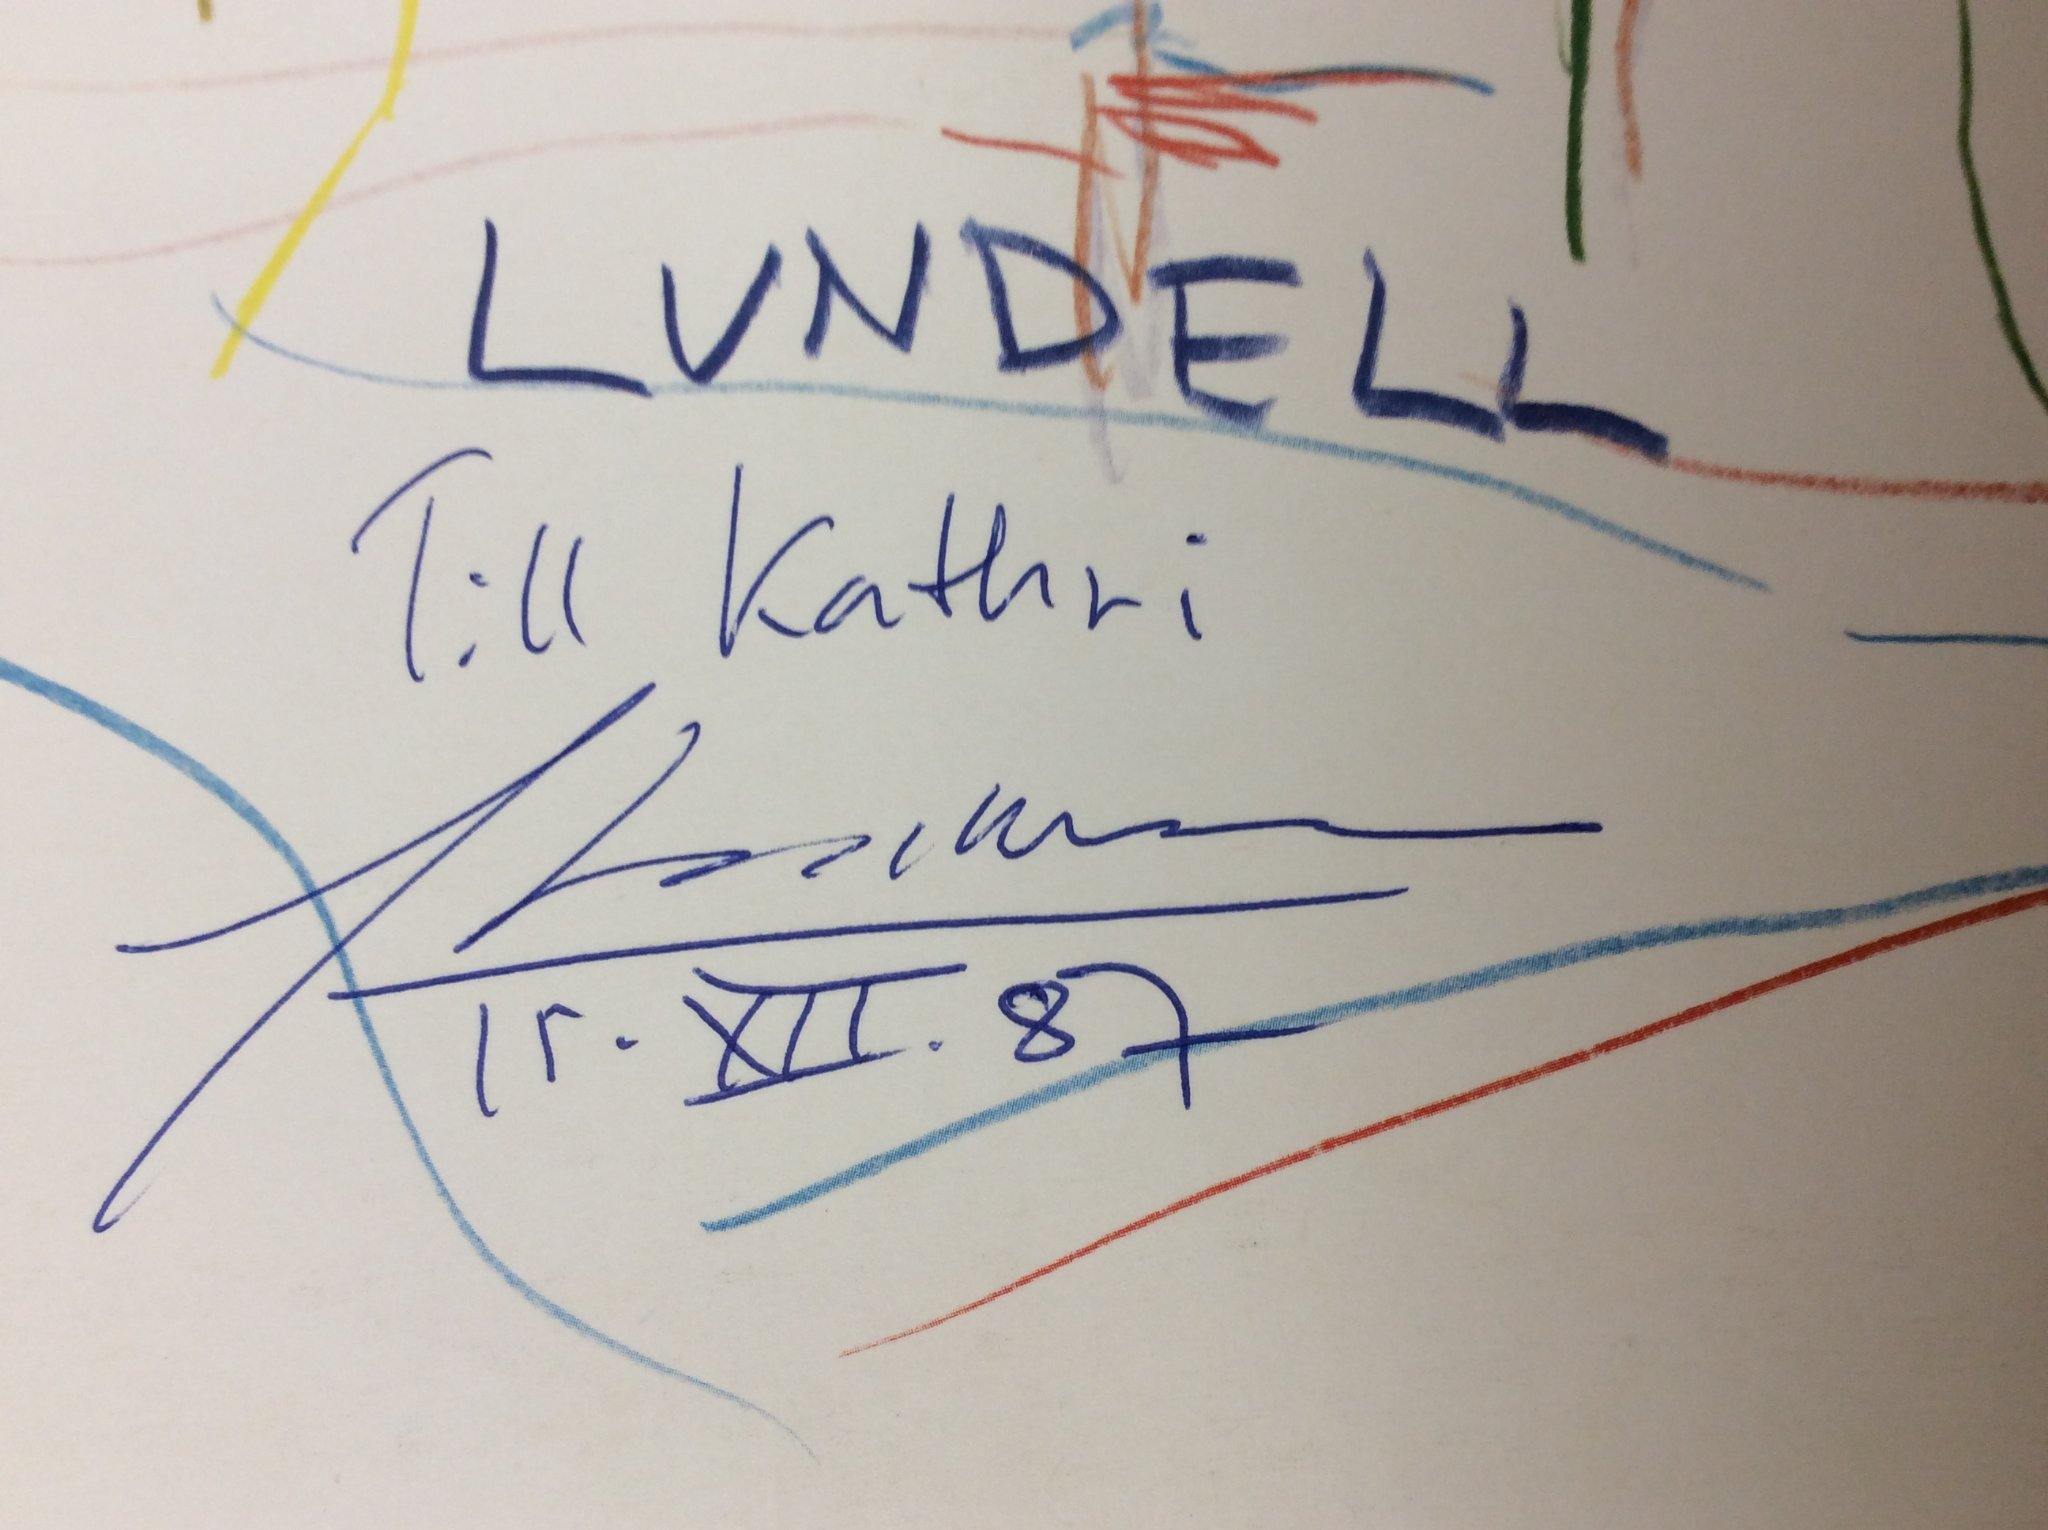 LUNDELL
Till Kathri
15. XII. 87